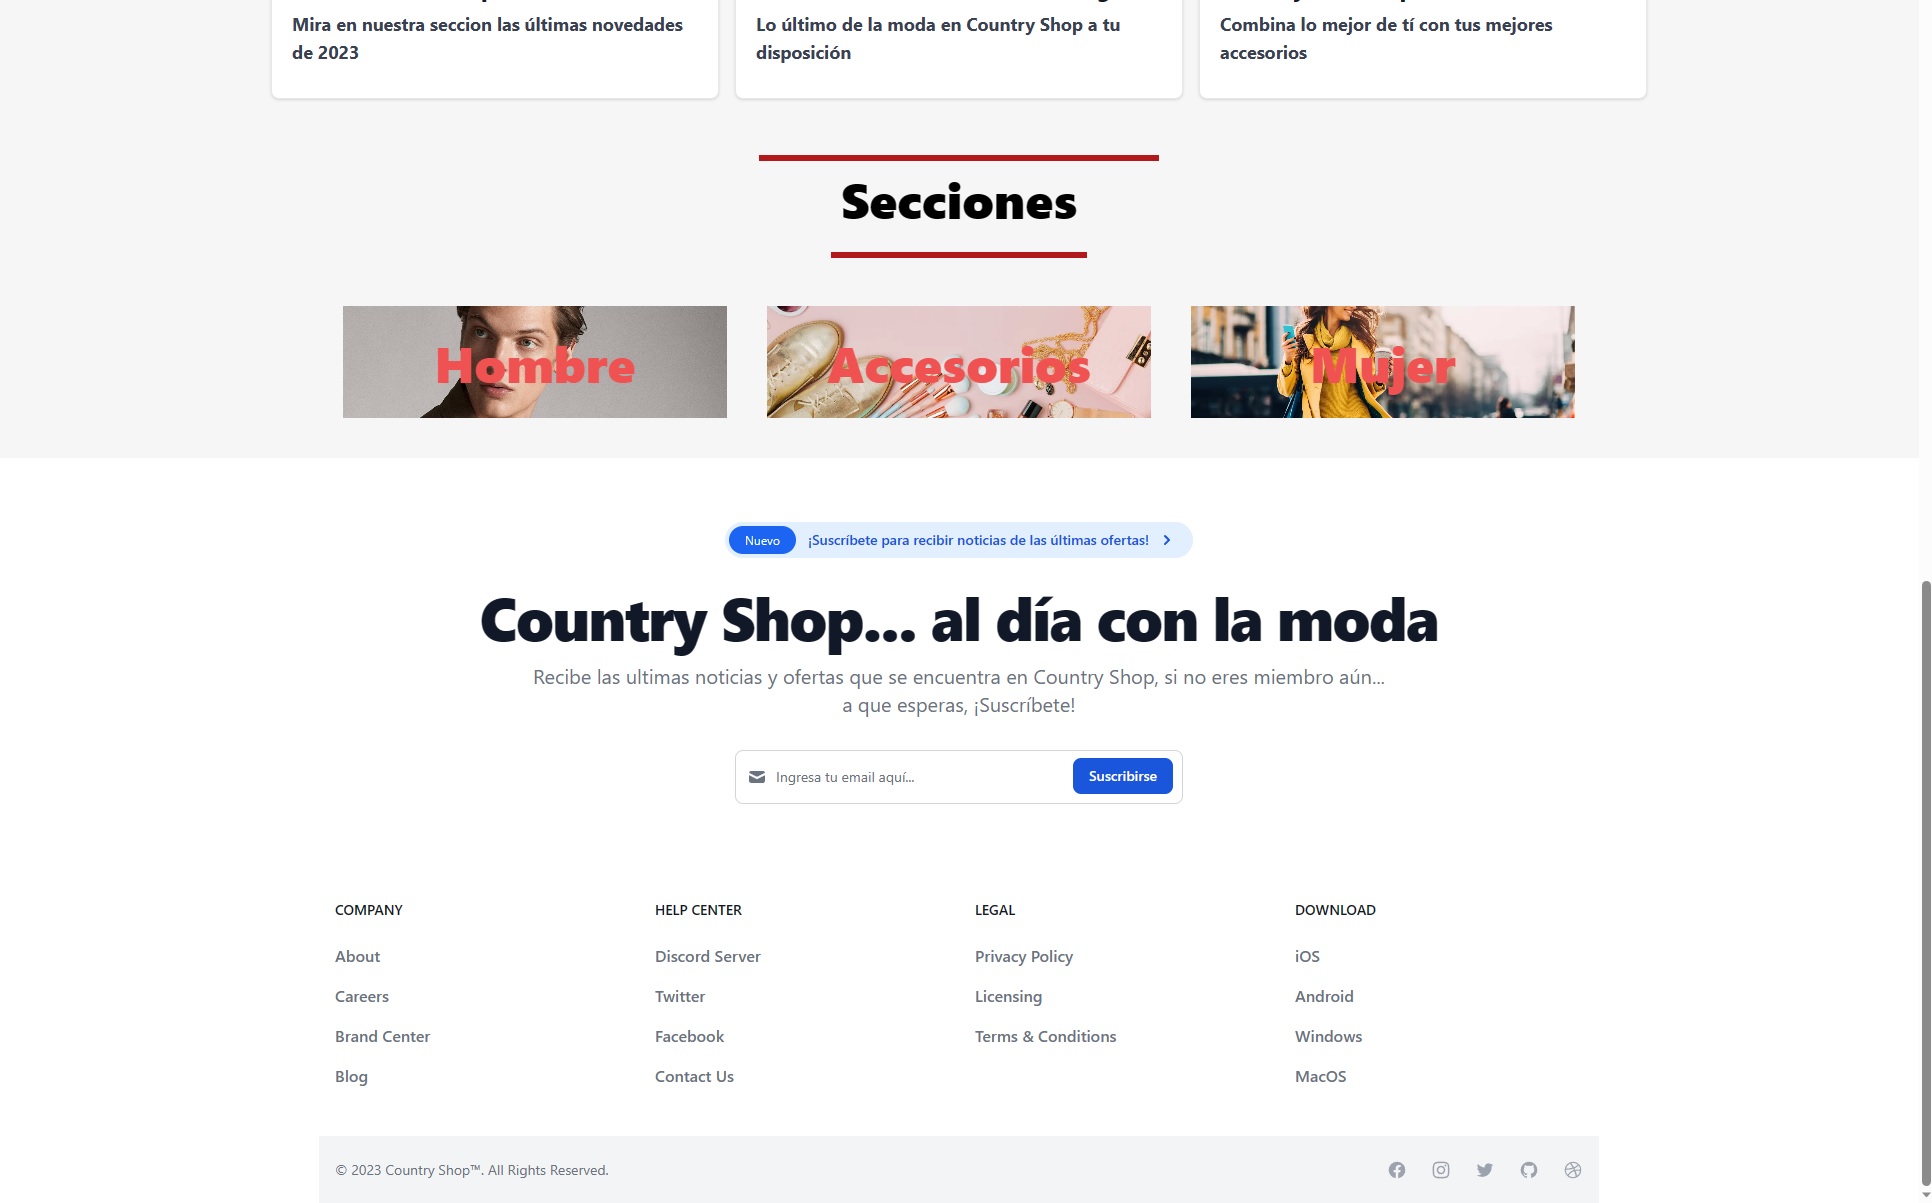 Mira en nuestra seccion las últimas novedades
de 2023
Lo último de la moda en Country Shop a tu
disposición
Combina lo mejor de tí con tus mejores
accesorios
Secciones
Hombre
Accesorios
Mujer
Nuevo
¡Suscríbete para recibir noticias de las últimas ofertas!
Country Shop... al día con la moda
Recibe las ultimas noticias y ofertas que se encuentra en Country Shop, si no eres miembro aún...
a que esperas, ¡Suscríbete!
Ingresa tu email aquí...
Suscribirse
COMPANY
About
Careers
Brand Center
Blog
HELP CENTER
Discord Server
Twitter
Facebook
Contact Us
LEGAL
Privacy Policy
Licensing
Terms & Conditions
DOWNLOAD
iOS
Android
Windows
MacOS
© 2023 Country Shop™. All Rights Reserved.